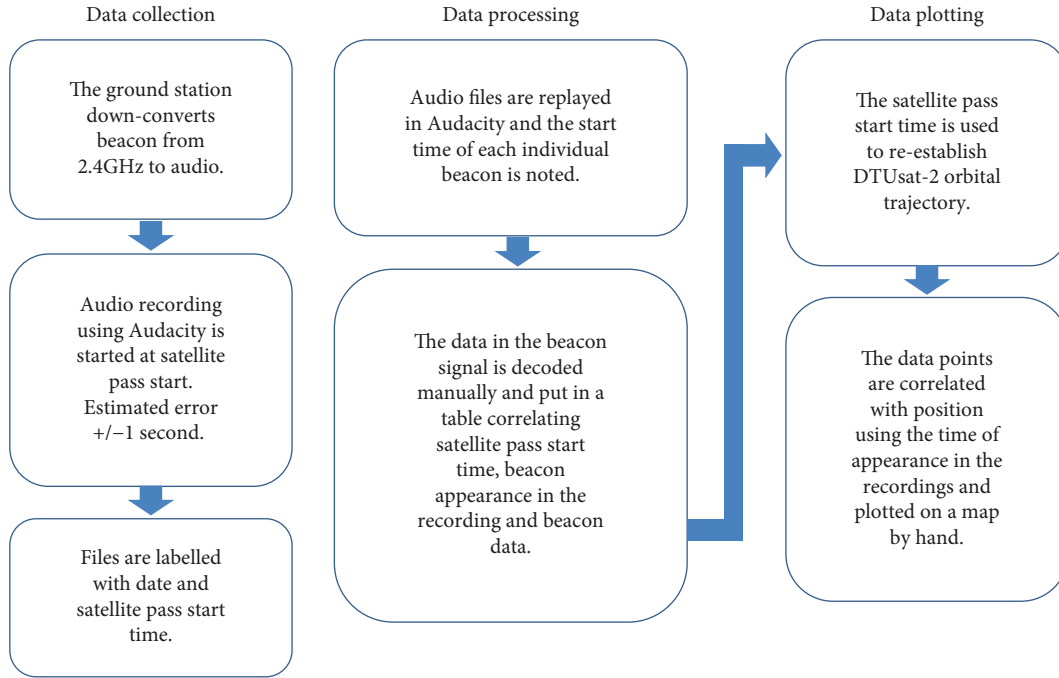 Data collection
The ground station
down-converts
beacon from
2.4GHz to audio.
Audio recording
using Audacity is
started at satellite
pass start.
Estimated error
+/−1 second.
Files are labelled
with date and
satellite pass start
time.
Data processing
Audio files are replayed
in Audacity and the start
time of each individual
beacon is noted.
The data in the beacon
signal is decoded
manually and put in a
table correlating
satellite pass start
time, beacon
appearance in the
recording and beacon
data.
Data plotting
The satellite pass
start time is used
to re-establish
DTUsat-2 orbital
trajectory.
The data points
are correlated
with position
using the time of
appearance in the
recordings and
plotted on a map
by hand.